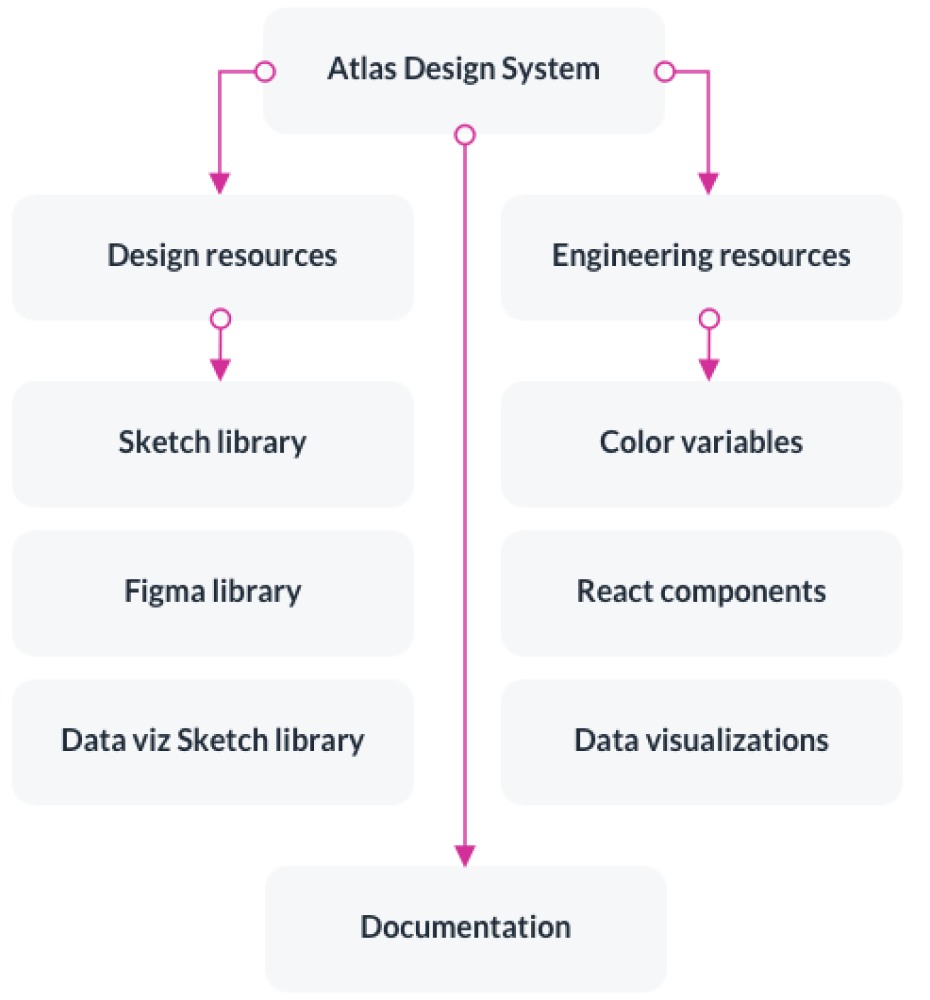 Atlas Design System
Design resources
Engineering resources
Sketch library
Color variables
Figma library
React components
Data viz Sketch library
Data visualizations
Documentation